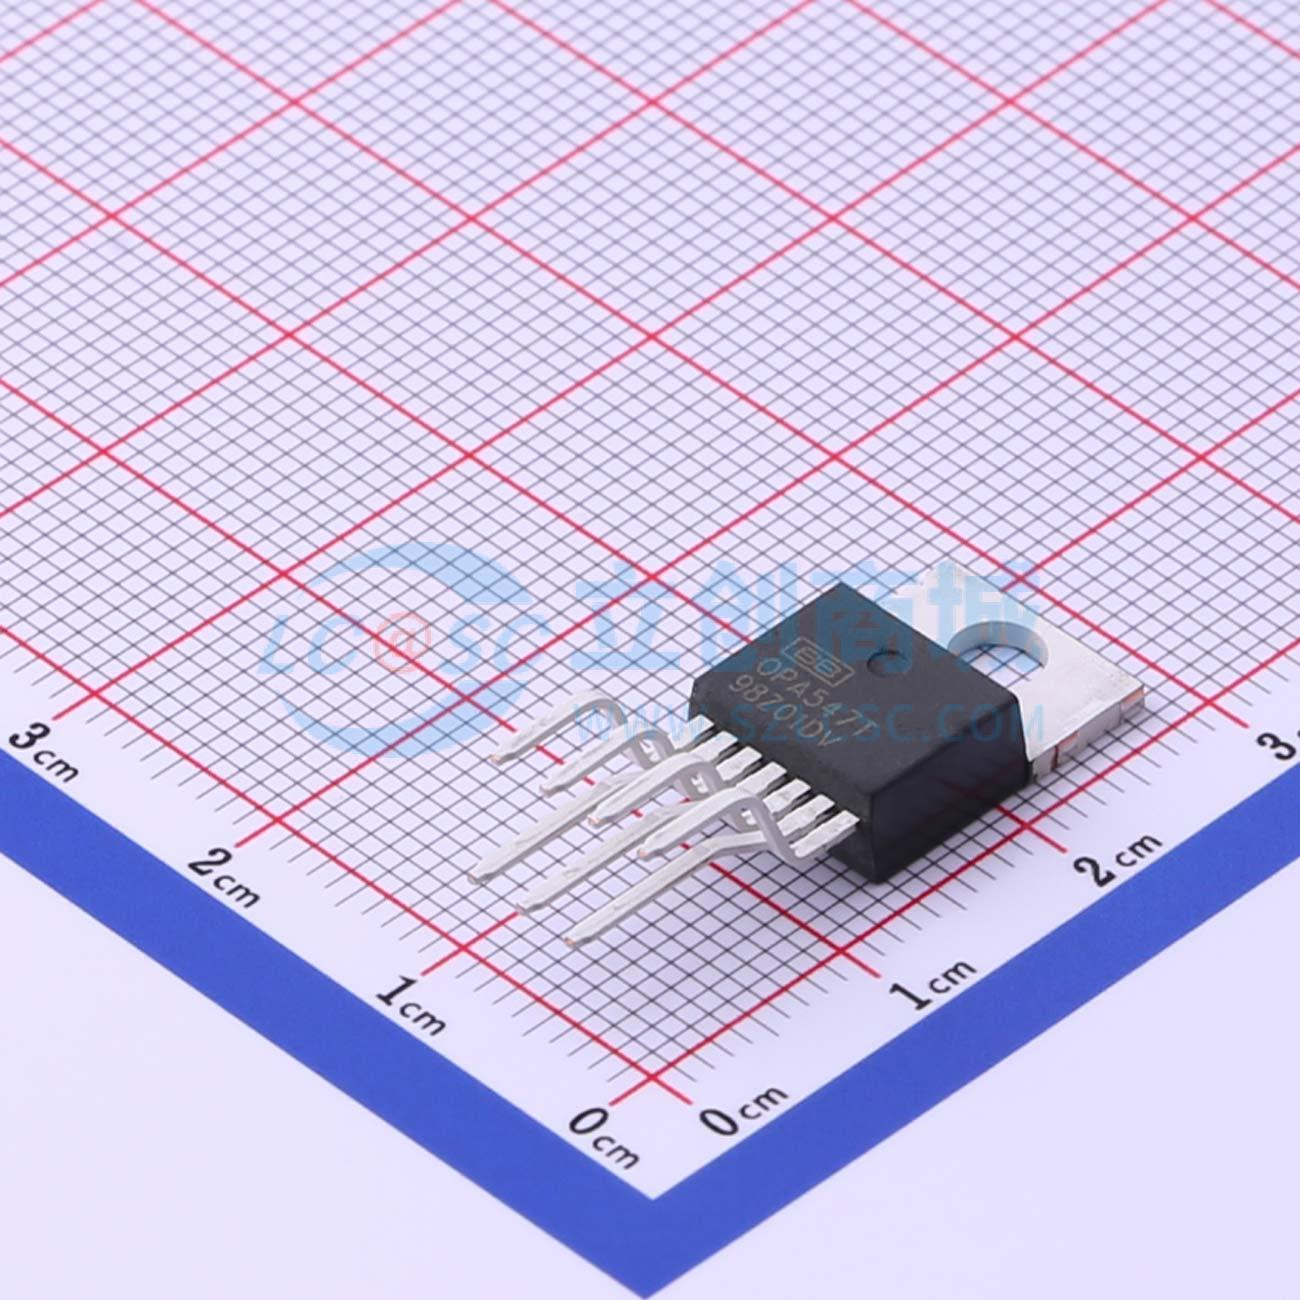 LC@SC 立创商城
WWW.SZLCSC.COM
BB
OPA547T
98Z01DV
3cm
2cm
1cm
0cm
0cm
1cm
2cm
3c